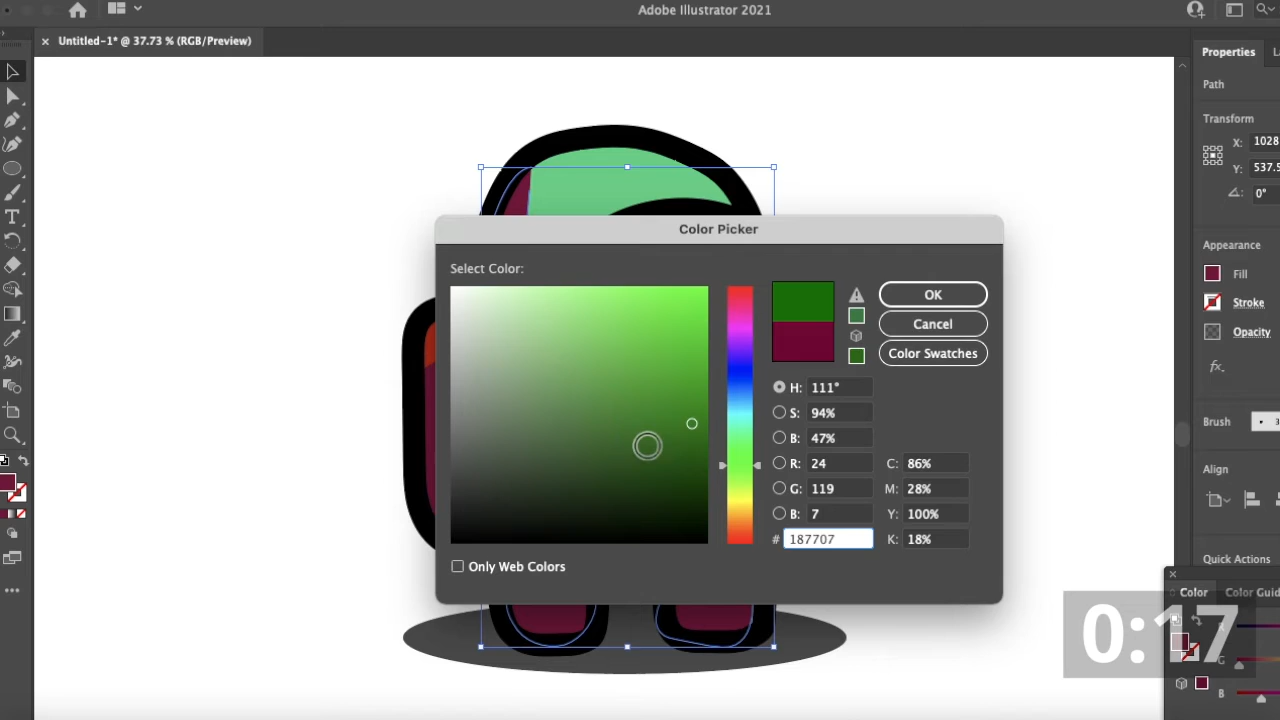 Adobe Illustrator 2021
Untitled-1* @ 37.73 % (RGB/Preview)
Properties
Path
Transform
X: 1028
Y: 537.5
0°
Appearance
Fill
Stroke
Opacity
fx.
Brush
3
Align
Quick Actions
Color
Color Guid
G
B
0:17
Color Picker
Select Color:
OK
Cancel
Color Swatches
H: 111°
S: 94%
B: 47%
R: 24
G: 119
B: 7
# 187707
C: 86%
M: 28%
Y: 100%
K: 18%
Only Web Colors